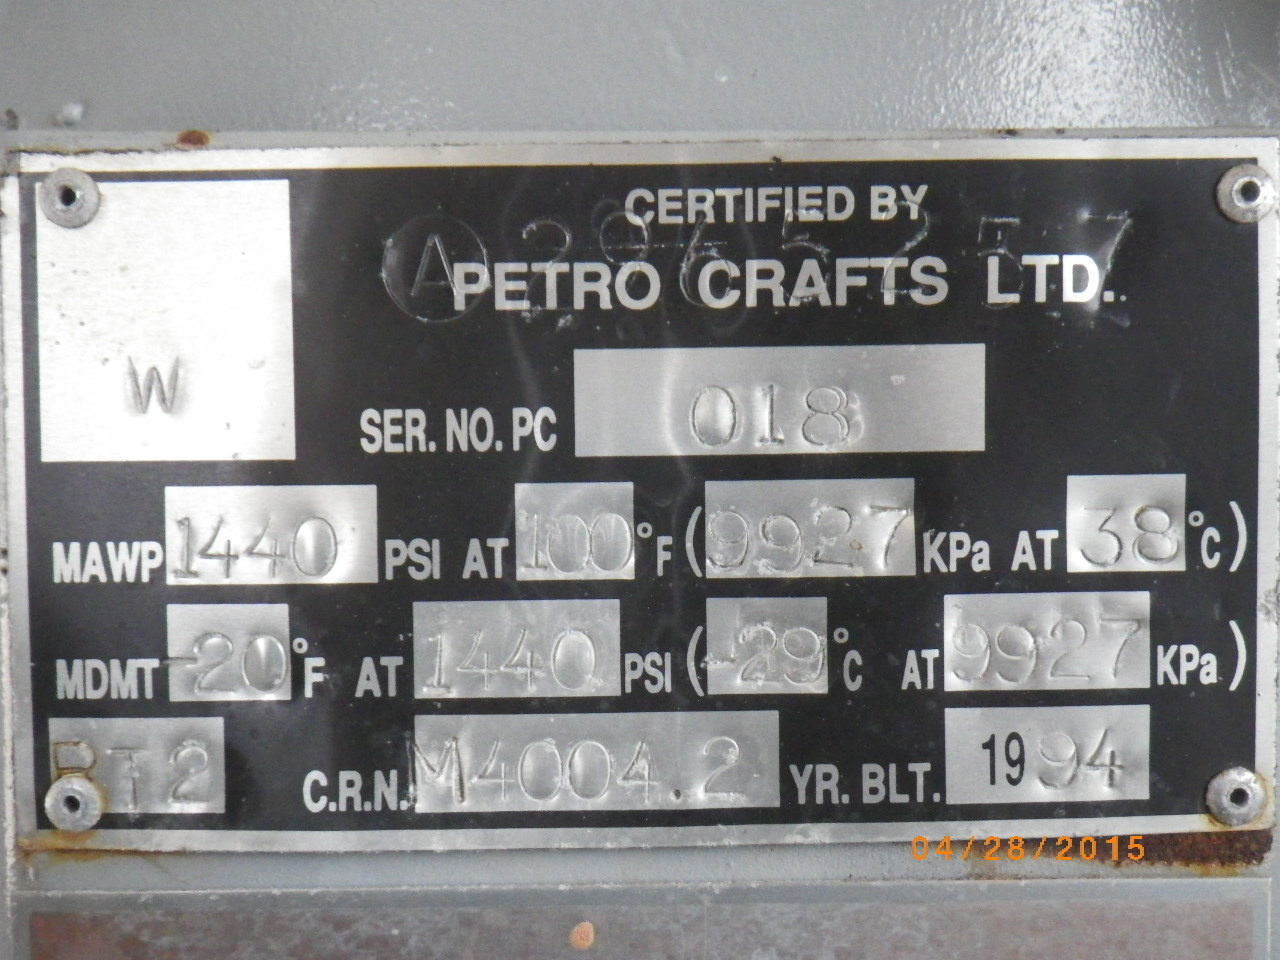 CERTIFIED BY
PETRO CRAFTS LTD.
W
SER. NO. PC 018
MAWP 1440 PSI AT 100°F (9927 KPa AT 38°C)
MDMT -20°F AT 1440 PSI (-29°C AT 9927 KPa)
RT2 C.R.N. M4004.2 YR. BLT. 1994
04/28/2015